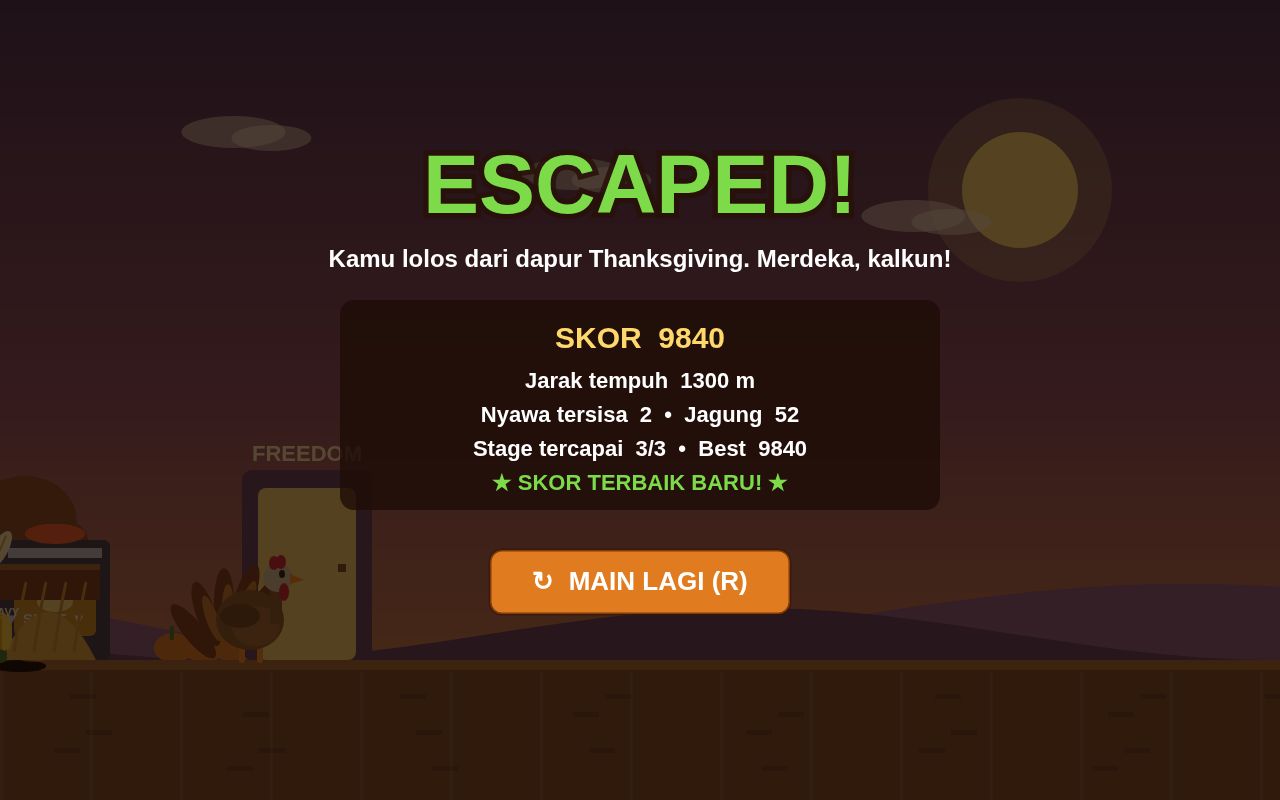 ESCAPED!
Kamu lolos dari dapur Thanksgiving. Merdeka, kalkun!
SKOR 9840
Jarak tempuh 1300 m
Nyawa tersisa 2 • Jagung 52
Stage tercapai 3/3 • Best 9840
★ SKOR TERBAIK BARU! ★
FREEDOM
↻ MAIN LAGI (R)